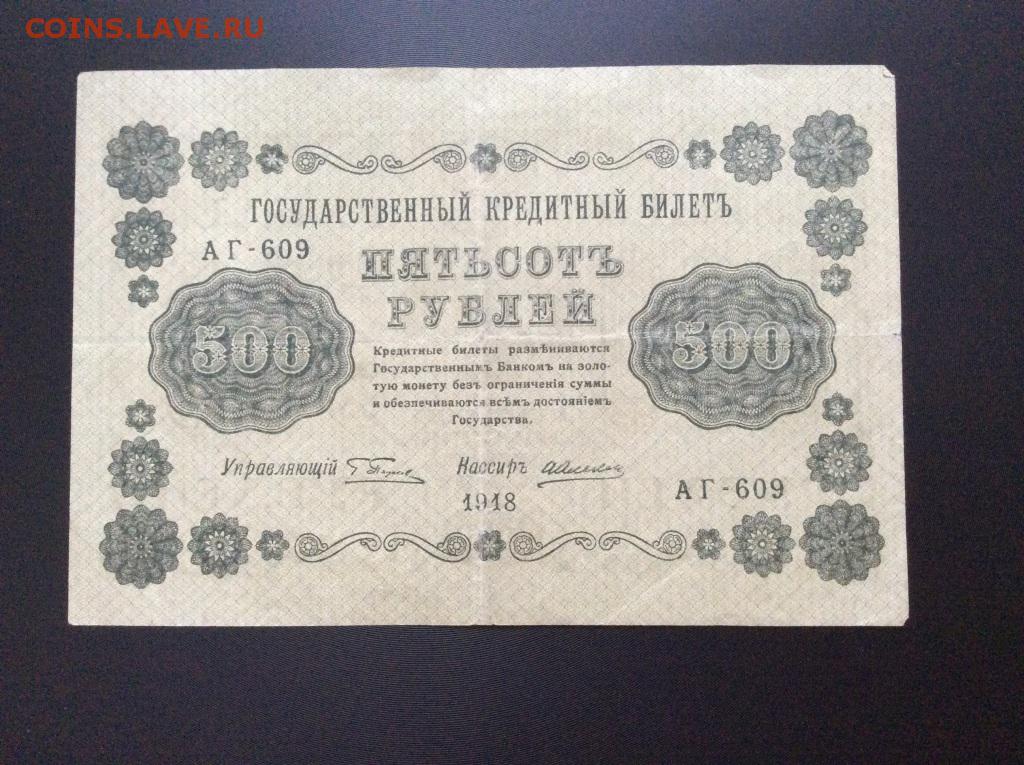 COINS.LAVE.RU
ГОСУДАРСТВЕННЫЙ КРЕДИТНЫЙ БИЛЕТЪ
АГ-609
ПЯТЬСОТЪ
РУБЛЕЙ
500
500
Кредитные билеты размѣниваются
Государственнымъ Банкомъ на золо-
тую монету безъ ограниченія суммы
и обезпечиваются всѣмъ достояніемъ
Государства.
Управляющій
Кассиръ
1918
АГ-609